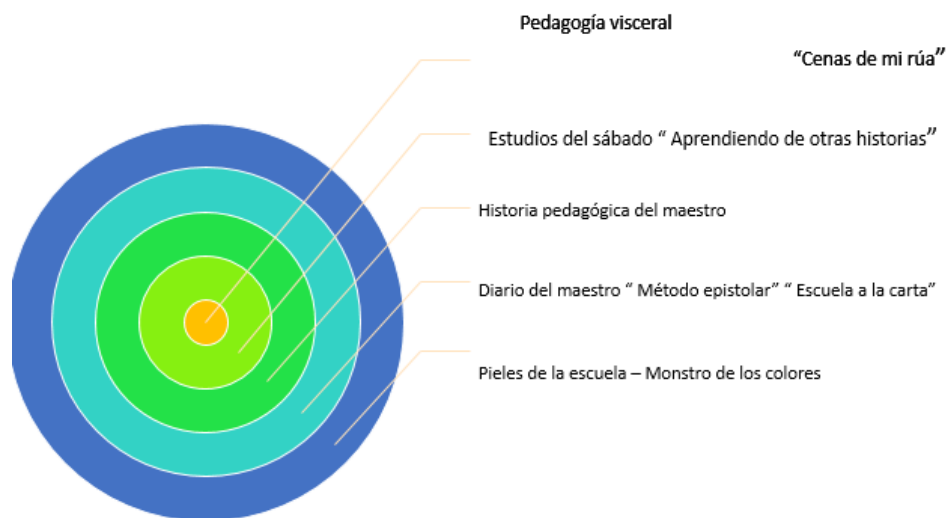 Pedagogía visceral
“Cenas de mi rúa”
Estudios del sábado “ Aprendiendo de otras historias”
Historia pedagógica del maestro
Diario del maestro “ Método epistolar” “ Escuela a la carta”
Pieles de la escuela – Monstro de los colores